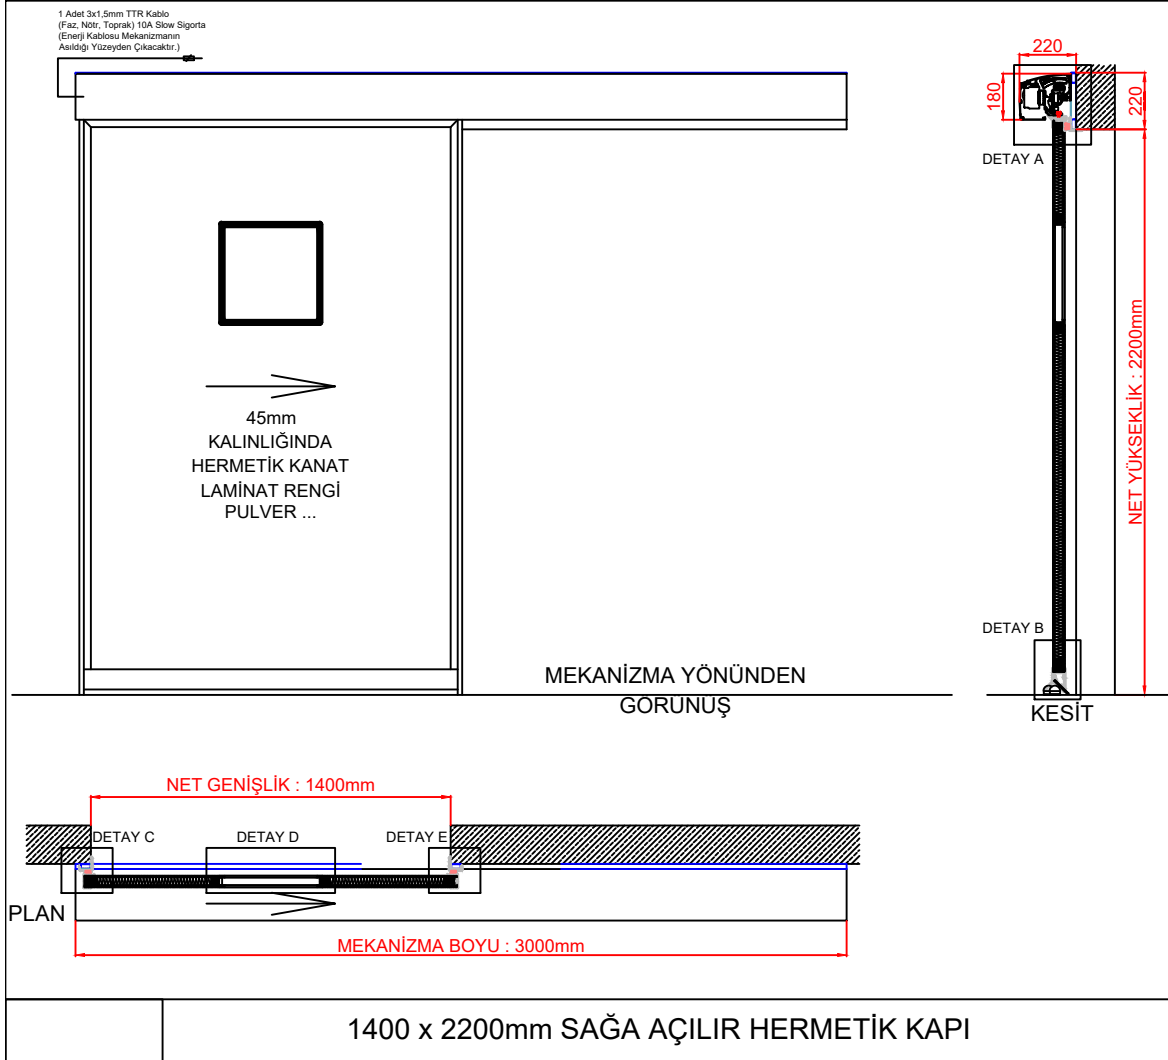 1 Adet 3x1,5mm TTR Kablo
(Faz, Nötr, Toprak) 10A Slow Sigorta
(Enerji Kablosu Mekanizmanın
Asıldığı Yüzeyden Çıkacaktır.)
220
180
220
DETAY A
45mm
KALINLIĞINDA
HERMETİK KANAT
LAMİNAT RENGİ
PULVER ...
NET YÜKSEKLİK : 2200mm
DETAY B
MEKANİZMA YÖNÜNDEN
GÖRÜNÜŞ
KESİT
NET GENİŞLİK : 1400mm
DETAY C
DETAY D
DETAY E
PLAN
MEKANİZMA BOYU : 3000mm
1400 x 2200mm SAĞA AÇILIR HERMETİK KAPI